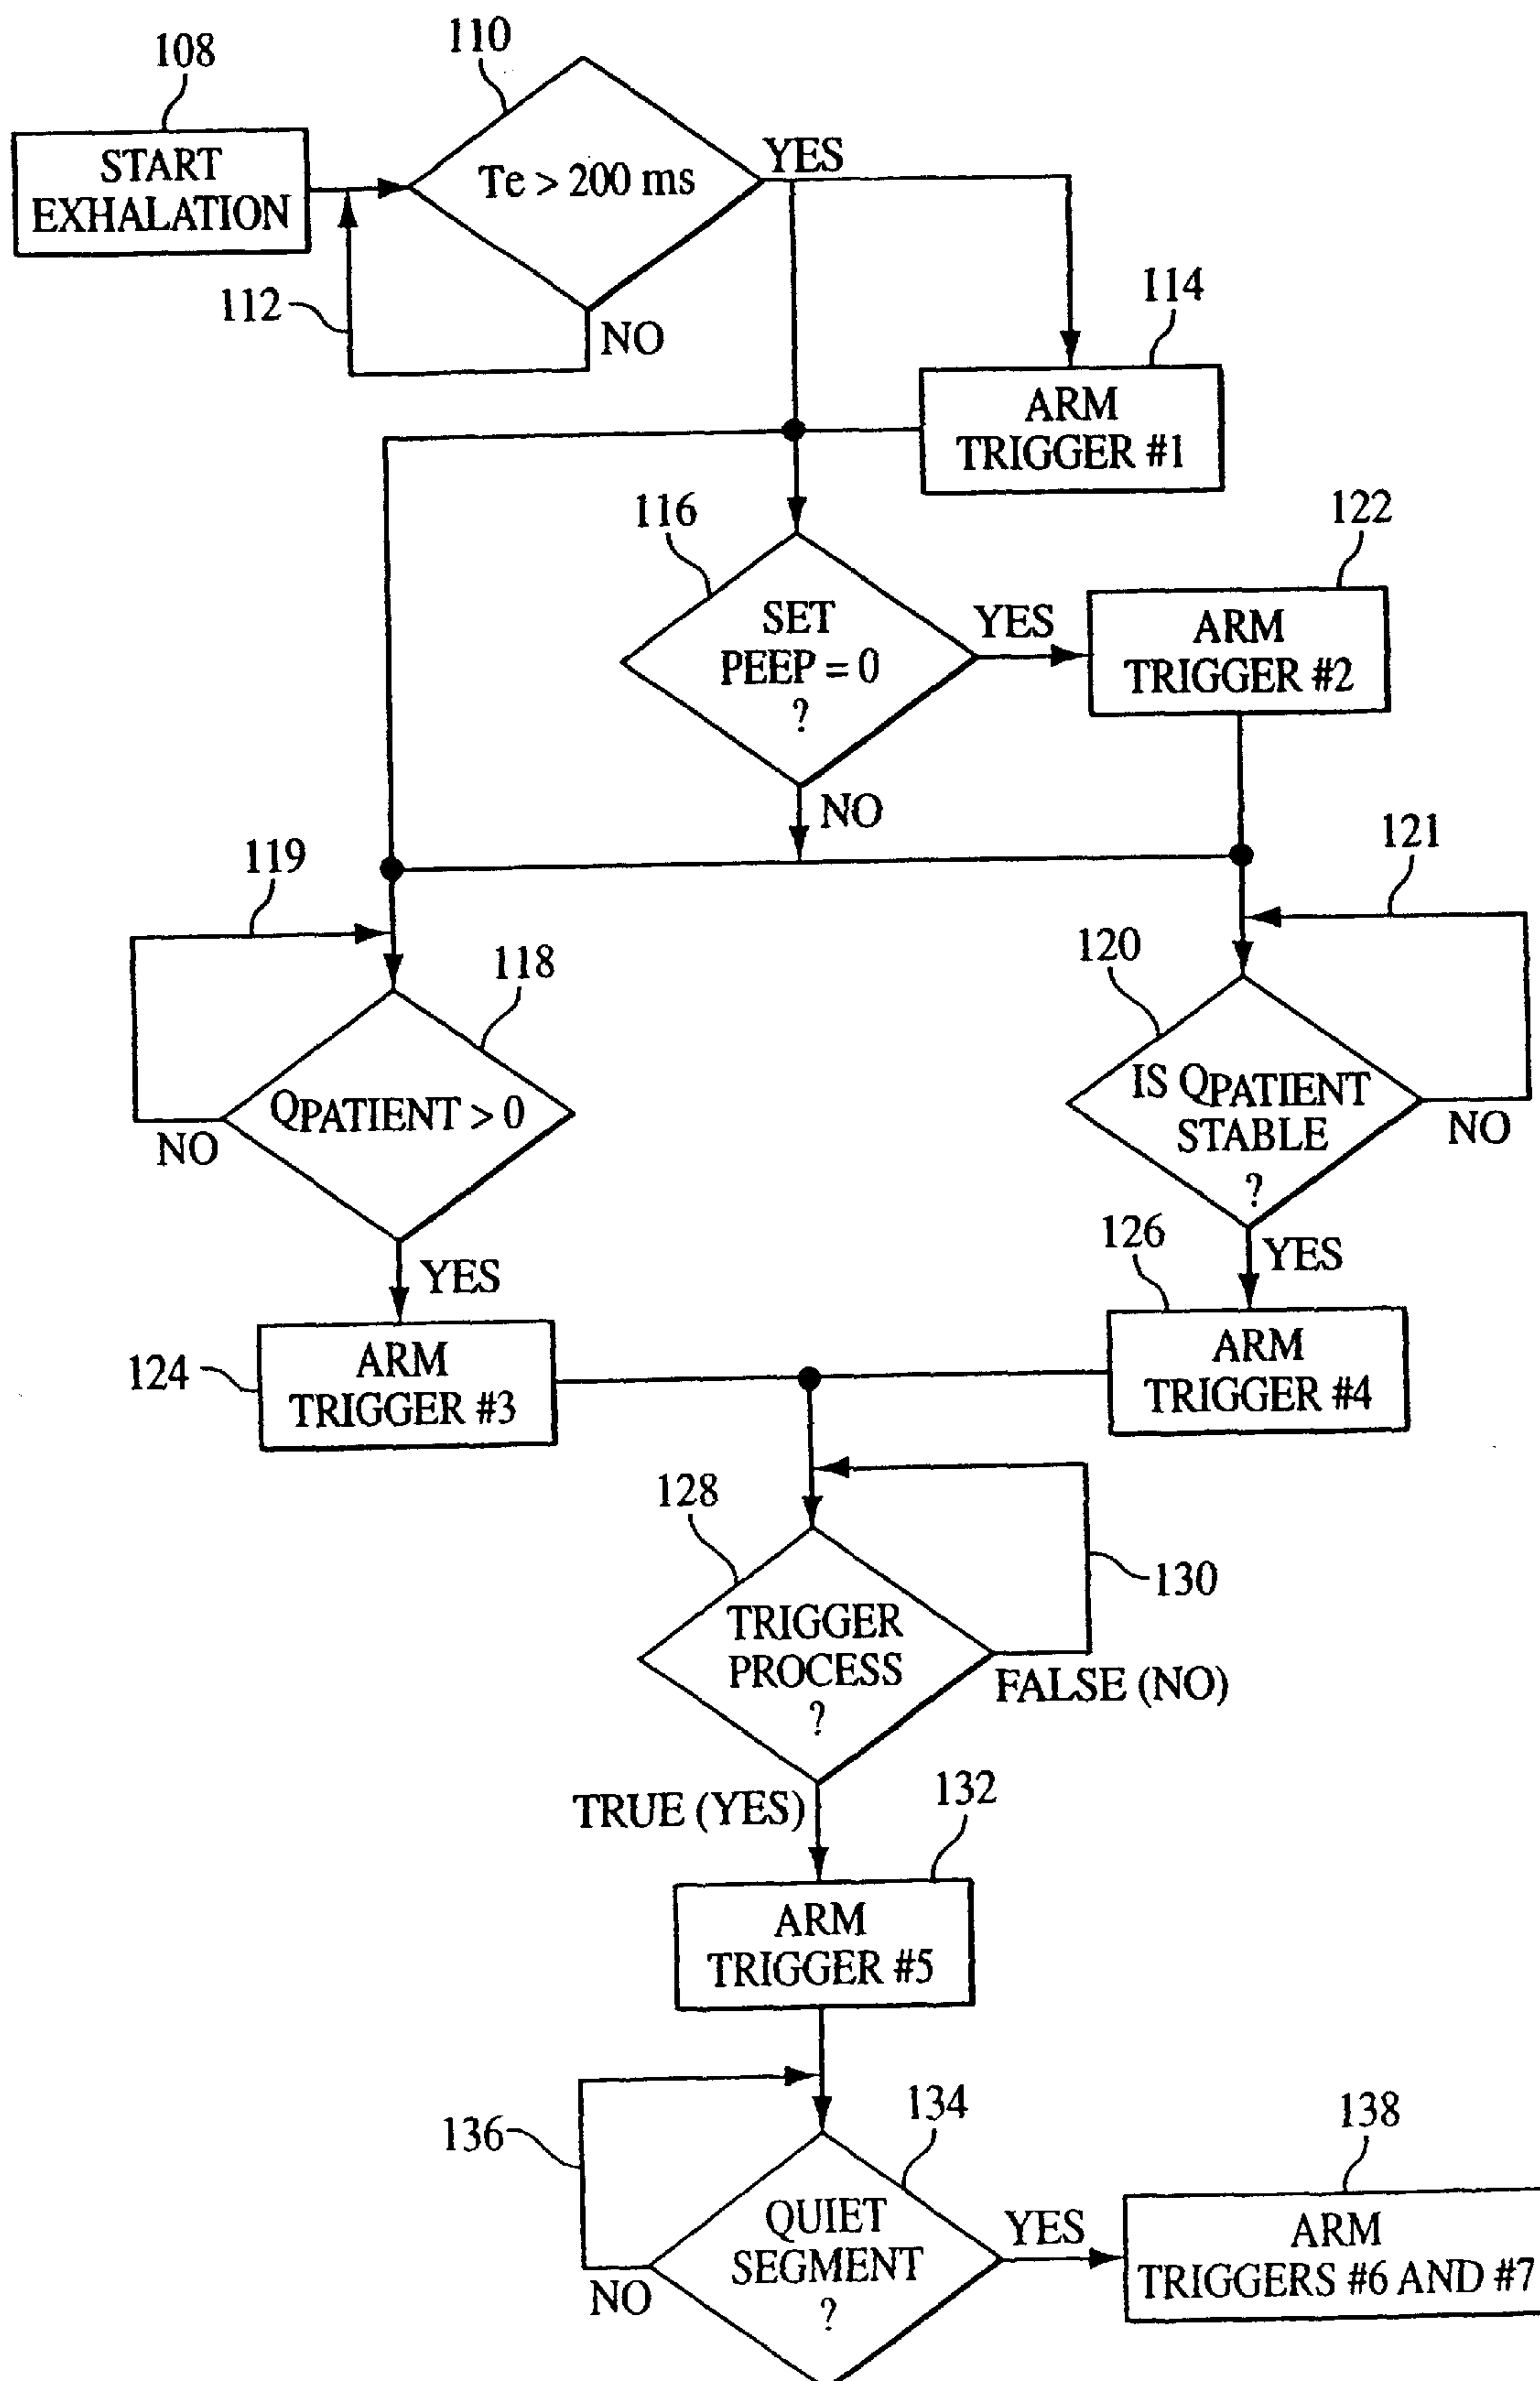 108
110
START
EXHALATION
Te > 200 ms
YES
112
NO
114
ARM
TRIGGER #1
116
122
SET
PEEP = 0
?
YES
ARM
TRIGGER #2
NO
119
121
118
120
QPATIENT > 0
NO
IS QPATIENT
STABLE
?
NO
YES
126
YES
124
ARM
TRIGGER #3
ARM
TRIGGER #4
128
130
TRIGGER
PROCESS
?
FALSE (NO)
TRUE (YES)
132
ARM
TRIGGER #5
136
134
138
QUIET
SEGMENT
?
NO
YES
ARM
TRIGGERS #6 AND #7